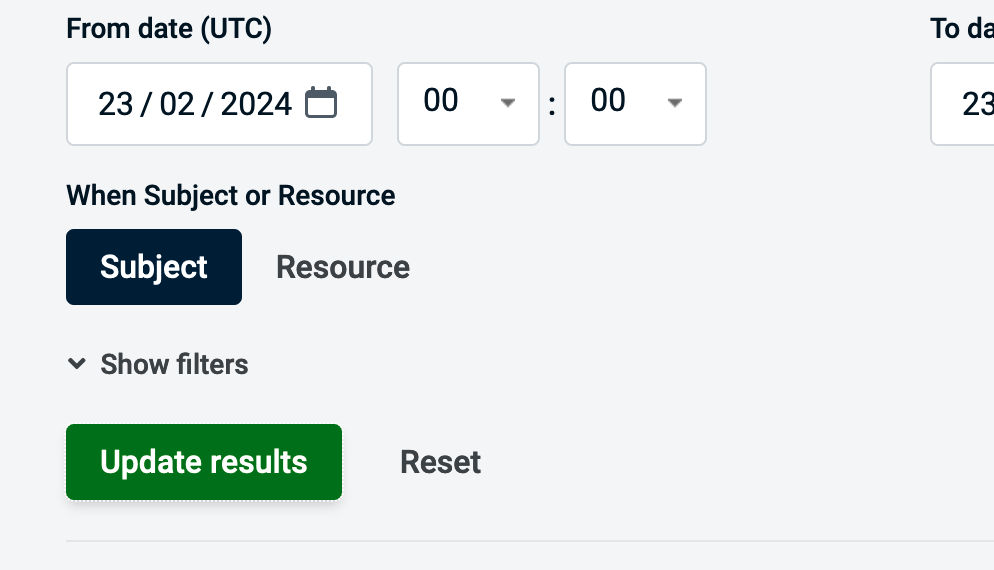 From date (UTC)
To da
23 / 02 / 2024 00 : 00
23
When Subject or Resource
Subject Resource
Show filters
Update results Reset